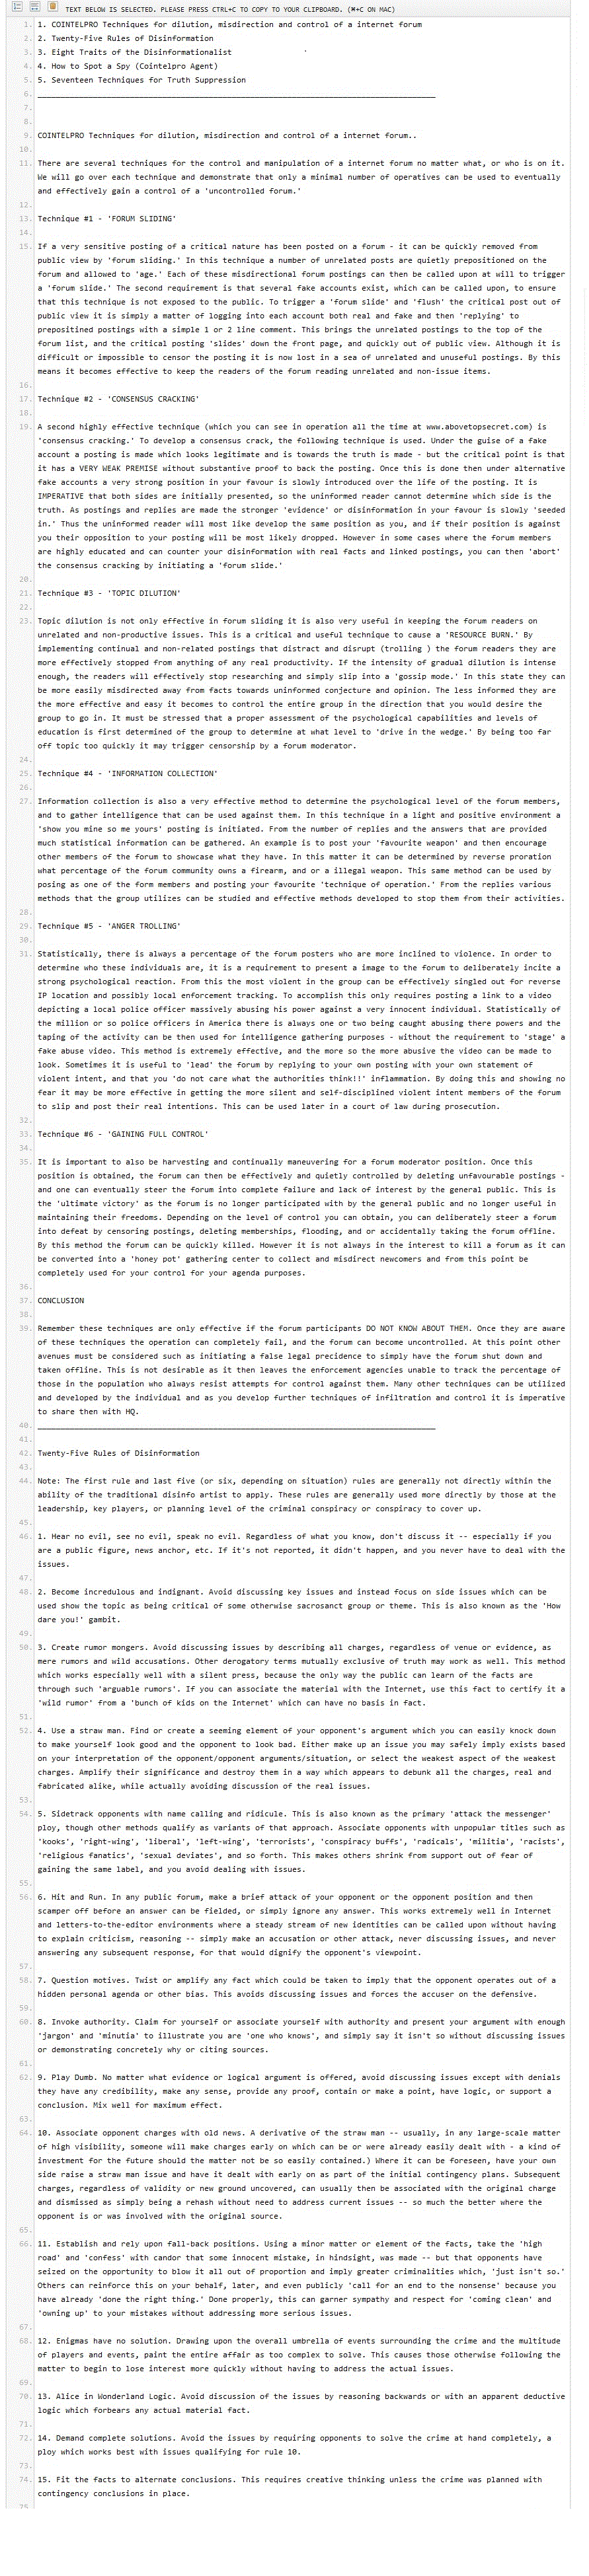 TEXT BELOW IS SELECTED. PLEASE PRESS CTRL+C TO COPY TO YOUR CLIPBOARD. (⌘+C ON MAC)
1. 1. COINTELPRO Techniques for dilution, misdirection and control of a internet forum
2. 2. Twenty-Five Rules of Disinformation
3. 3. Eight Traits of the Disinformationalist
4. 4. How to Spot a Spy (Cointelpro Agent)
5. 5. Seventeen Techniques for Truth Suppression
6. ______________________________________________________________________________________
7.
8.
9. COINTELPRO Techniques for dilution, misdirection and control of a internet forum..
10.
11. There are several techniques for the control and manipulation of a internet forum no matter what, or who is on it.
We will go over each technique and demonstrate that only a minimal number of operatives can be used to eventually
and effectively gain a control of a 'uncontrolled forum.'
12.
13. Technique #1 - 'FORUM SLIDING'
14.
15. If a very sensitive posting of a critical nature has been posted on a forum - it can be quickly removed from
public view by 'forum sliding.' In this technique a number of unrelated posts are quietly prepositioned on the
forum and allowed to 'age.' Each of these misdirectional forum postings can then be called upon at will to trigger
a 'forum slide.' The second requirement is that several fake accounts exist, which can be called upon, to ensure
that this technique is not exposed to the public. To trigger a 'forum slide' and 'flush' the critical post out of
public view it is simply a matter of logging into each account both real and fake and then 'replying' to
prepositined postings with a simple 1 or 2 line comment. This brings the unrelated postings to the top of the
forum list, and the critical posting 'slides' down the front page, and quickly out of public view. Although it is
difficult or impossible to censor the posting it is now lost in a sea of unrelated and unuseful postings. By this
means it becomes effective to keep the readers of the forum reading unrelated and non-issue items.
16.
17. Technique #2 - 'CONSENSUS CRACKING'
18.
19. A second highly effective technique (which you can see in operation all the time at www.abovetopsecret.com) is
'consensus cracking.' To develop a consensus crack, the following technique is used. Under the guise of a fake
account a posting is made which looks legitimate and is towards the truth is made - but the critical point is that
it has a VERY WEAK PREMISE without substantive proof to back the posting. Once this is done then under alternative
fake accounts a very strong position in your favour is slowly introduced over the life of the posting. It is
IMPERATIVE that both sides are initially presented, so the uninformed reader cannot determine which side is the
truth. As postings and replies are made the stronger 'evidence' or disinformation in your favour is slowly 'seeded
in.' Thus the uninformed reader will most like develop the same position as you, and if their position is against
you their opposition to your posting will be most likely dropped. However in some cases where the forum members
are highly educated and can counter your disinformation with real facts and linked postings, you can then 'abort'
the consensus cracking by initiating a 'forum slide.'
20.
21. Technique #3 - 'TOPIC DILUTION'
22.
23. Topic dilution is not only effective in forum sliding it is also very useful in keeping the forum readers on
unrelated and non-productive issues. This is a critical and useful technique to cause a 'RESOURCE BURN.' By
implementing continual and non-related postings that distract and disrupt (trolling ) the forum readers they are
more effectively stopped from anything of any real productivity. If the intensity of gradual dilution is intense
enough, the readers will effectively stop researching and simply slip into a 'gossip mode.' In this state they can
be more easily misdirected away from facts towards uninformed conjecture and opinion. The less informed they are
the more effective and easy it becomes to control the entire group in the direction that you would desire the
group to go in. It must be stressed that a proper assessment of the psychological capabilities and levels of
education is first determined of the group to determine at what level to 'drive in the wedge.' By being too far
off topic too quickly it may trigger censorship by a forum moderator.
24.
25. Technique #4 - 'INFORMATION COLLECTION'
26.
27. Information collection is also a very effective method to determine the psychological level of the forum members,
and to gather intelligence that can be used against them. In this technique in a light and positive environment a
'show you mine so me yours' posting is initiated. From the number of replies and the answers that are provided
much statistical information can be gathered. An example is to post your 'favourite weapon' and then encourage
other members of the forum to showcase what they have. In this matter it can be determined by reverse proration
what percentage of the forum community owns a firearm, and or a illegal weapon. This same method can be used by
posing as one of the form members and posting your favourite 'technique of operation.' From the replies various
methods that the group utilizes can be studied and effective methods developed to stop them from their activities.
28.
29. Technique #5 - 'ANGER TROLLING'
30.
31. Statistically, there is always a percentage of the forum posters who are more inclined to violence. In order to
determine who these individuals are, it is a requirement to present a image to the forum to deliberately incite a
strong psychological reaction. From this the most violent in the group can be effectively singled out for reverse
IP location and possibly local enforcement tracking. To accomplish this only requires posting a link to a video
depicting a local police officer massively abusing his power against a very innocent individual. Statistically of
the million or so police officers in America there is always one or two being caught abusing there powers and the
taping of the activity can be then used for intelligence gathering purposes - without the requirement to 'stage' a
fake abuse video. This method is extremely effective, and the more so the more abusive the video can be made to
look. Sometimes it is useful to 'lead' the forum by replying to your own posting with your own statement of
violent intent, and that you 'do not care what the authorities think!!' inflammation. By doing this and showing no
fear it may be more effective in getting the more silent and self-disciplined violent intent members of the forum
to slip and post their real intentions. This can be used later in a court of law during prosecution.
32.
33. Technique #6 - 'GAINING FULL CONTROL'
34.
35. It is important to also be harvesting and continually maneuvering for a forum moderator position. Once this
position is obtained, the forum can then be effectively and quietly controlled by deleting unfavourable postings -
and one can eventually steer the forum into complete failure and lack of interest by the general public. This is
the 'ultimate victory' as the forum is no longer participated with by the general public and no longer useful in
maintaining their freedoms. Depending on the level of control you can obtain, you can deliberately steer a forum
into defeat by censoring postings, deleting memberships, flooding, and or accidentally taking the forum offline.
By this method the forum can be quickly killed. However it is not always in the interest to kill a forum as it can
be converted into a 'honey pot' gathering center to collect and misdirect newcomers and from this point be
completely used for your control for your agenda purposes.
36.
37. CONCLUSION
38.
39. Remember these techniques are only effective if the forum participants DO NOT KNOW ABOUT THEM. Once they are aware
of these techniques the operation can completely fail, and the forum can become uncontrolled. At this point other
avenues must be considered such as initiating a false legal precidence to simply have the forum shut down and
taken offline. This is not desirable as it then leaves the enforcement agencies unable to track the percentage of
those in the population who always resist attempts for control against them. Many other techniques can be utilized
and developed by the individual and as you develop further techniques of infiltration and control it is imperative
to share then with HQ.
40. ______________________________________________________________________________________
41.
42. Twenty-Five Rules of Disinformation
43.
44. Note: The first rule and last five (or six, depending on situation) rules are generally not directly within the
ability of the traditional disinfo artist to apply. These rules are generally used more directly by those at the
leadership, key players, or planning level of the criminal conspiracy or conspiracy to cover up.
45.
46. 1. Hear no evil, see no evil, speak no evil. Regardless of what you know, don't discuss it -- especially if you
are a public figure, news anchor, etc. If it's not reported, it didn't happen, and you never have to deal with the
issues.
47.
48. 2. Become incredulous and indignant. Avoid discussing key issues and instead focus on side issues which can be
used show the topic as being critical of some otherwise sacrosanct group or theme. This is also known as the 'How
dare you!' gambit.
49.
50. 3. Create rumor mongers. Avoid discussing issues by describing all charges, regardless of venue or evidence, as
mere rumors and wild accusations. Other derogatory terms mutually exclusive of truth may work as well. This method
which works especially well with a silent press, because the only way the public can learn of the facts are
through such 'arguable rumors'. If you can associate the material with the Internet, use this fact to certify it a
'wild rumor' from a 'bunch of kids on the Internet' which can have no basis in fact.
51.
52. 4. Use a straw man. Find or create a seeming element of your opponent's argument which you can easily knock down
to make yourself look good and the opponent to look bad. Either make up an issue you may safely imply exists based
on your interpretation of the opponent/opponent arguments/situation, or select the weakest aspect of the weakest
charges. Amplify their significance and destroy them in a way which appears to debunk all the charges, real and
fabricated alike, while actually avoiding discussion of the real issues.
53.
54. 5. Sidetrack opponents with name calling and ridicule. This is also known as the primary 'attack the messenger'
ploy, though other methods qualify as variants of that approach. Associate opponents with unpopular titles such as
'kooks', 'right-wing', 'liberal', 'left-wing', 'terrorists', 'conspiracy buffs', 'radicals', 'militia', 'racists',
'religious fanatics', 'sexual deviates', and so forth. This makes others shrink from support out of fear of
gaining the same label, and you avoid dealing with issues.
55.
56. 6. Hit and Run. In any public forum, make a brief attack of your opponent or the opponent position and then
scamper off before an answer can be fielded, or simply ignore any answer. This works extremely well in Internet
and letters-to-the-editor environments where a steady stream of new identities can be called upon without having
to explain criticism, reasoning -- simply make an accusation or other attack, never discussing issues, and never
answering any subsequent response, for that would dignify the opponent's viewpoint.
57.
58. 7. Question motives. Twist or amplify any fact which could be taken to imply that the opponent operates out of a
hidden personal agenda or other bias. This avoids discussing issues and forces the accuser on the defensive.
59.
60. 8. Invoke authority. Claim for yourself or associate yourself with authority and present your argument with enough
'jargon' and 'minutia' to illustrate you are 'one who knows', and simply say it isn't so without discussing issues
or demonstrating concretely why or citing sources.
61.
62. 9. Play Dumb. No matter what evidence or logical argument is offered, avoid discussing issues except with denials
they have any credibility, make any sense, provide any proof, contain or make a point, have logic, or support a
conclusion. Mix well for maximum effect.
63.
64. 10. Associate opponent charges with old news. A derivative of the straw man -- usually, in any large-scale matter
of high visibility, someone will make charges early on which can be or were already easily dealt with - a kind of
investment for the future should the matter not be so easily contained.) Where it can be foreseen, have your own
side raise a straw man issue and have it dealt with early on as part of the initial contingency plans. Subsequent
charges, regardless of validity or new ground uncovered, can usually then be associated with the original charge
and dismissed as simply being a rehash without need to address current issues -- so much the better where the
opponent is or was involved with the original source.
65.
66. 11. Establish and rely upon fall-back positions. Using a minor matter or element of the facts, take the 'high
road' and 'confess' with candor that some innocent mistake, in hindsight, was made -- but that opponents have
seized on the opportunity to blow it all out of proportion and imply greater criminalities which, 'just isn't so.'
Others can reinforce this on your behalf, later, and even publicly 'call for an end to the nonsense' because you
have already 'done the right thing.' Done properly, this can garner sympathy and respect for 'coming clean' and
'owning up' to your mistakes without addressing more serious issues.
67.
68. 12. Enigmas have no solution. Drawing upon the overall umbrella of events surrounding the crime and the multitude
of players and events, paint the entire affair as too complex to solve. This causes those otherwise following the
matter to begin to lose interest more quickly without having to address the actual issues.
69.
70. 13. Alice in Wonderland Logic. Avoid discussion of the issues by reasoning backwards or with an apparent deductive
logic which forbears any actual material fact.
71.
72. 14. Demand complete solutions. Avoid the issues by requiring opponents to solve the crime at hand completely, a
ploy which works best with issues qualifying for rule 10.
73.
74. 15. Fit the facts to alternate conclusions. This requires creative thinking unless the crime was planned with
contingency conclusions in place.
75.